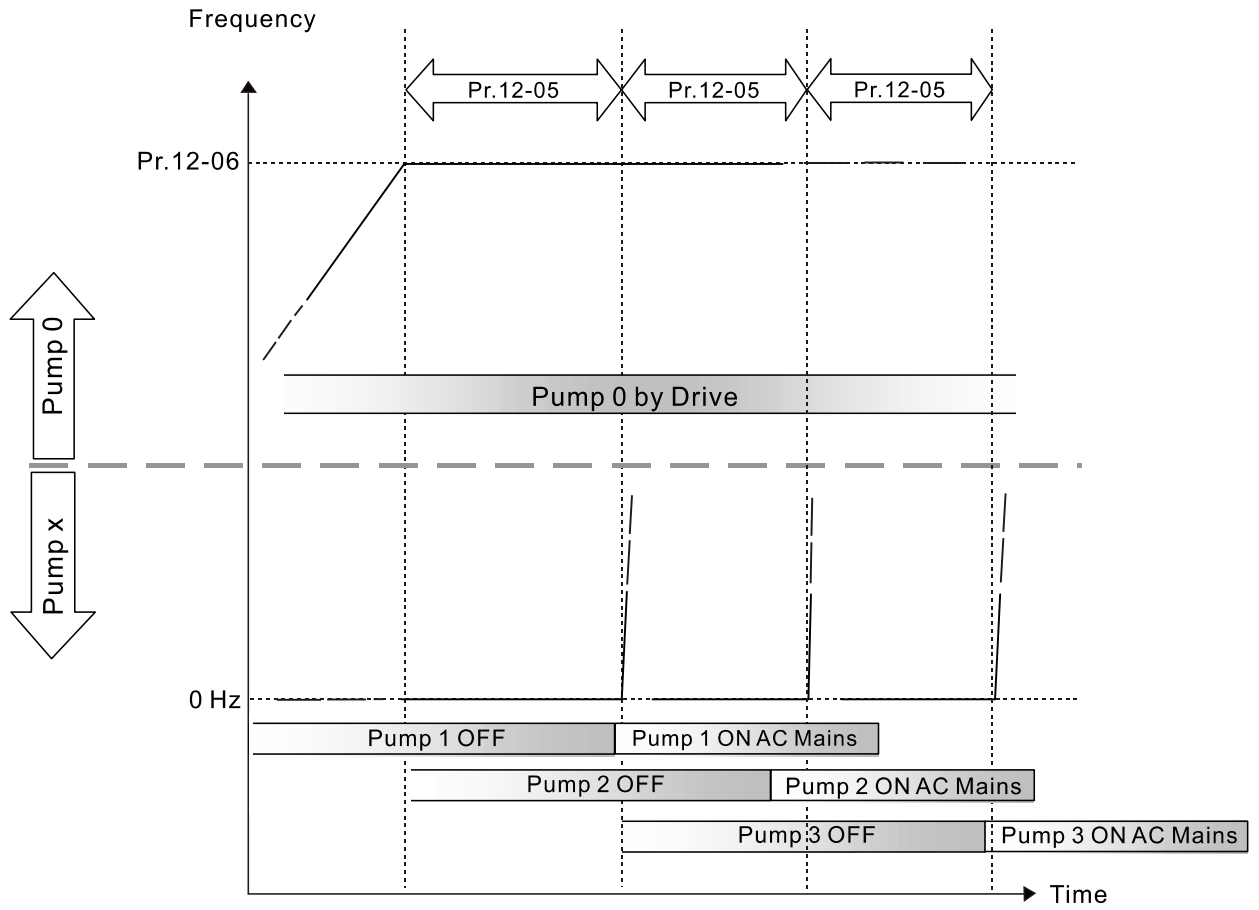 Frequency
Pr.12-05
Pr.12-05
Pr.12-05
Pr.12-06
Pump 0
Pump 0 by Drive
Pump x
0 Hz
Pump 1 OFF
Pump 1 ON AC Mains
Pump 2 OFF
Pump 2 ON AC Mains
Pump 3 OFF
Pump 3 ON AC Mains
Time